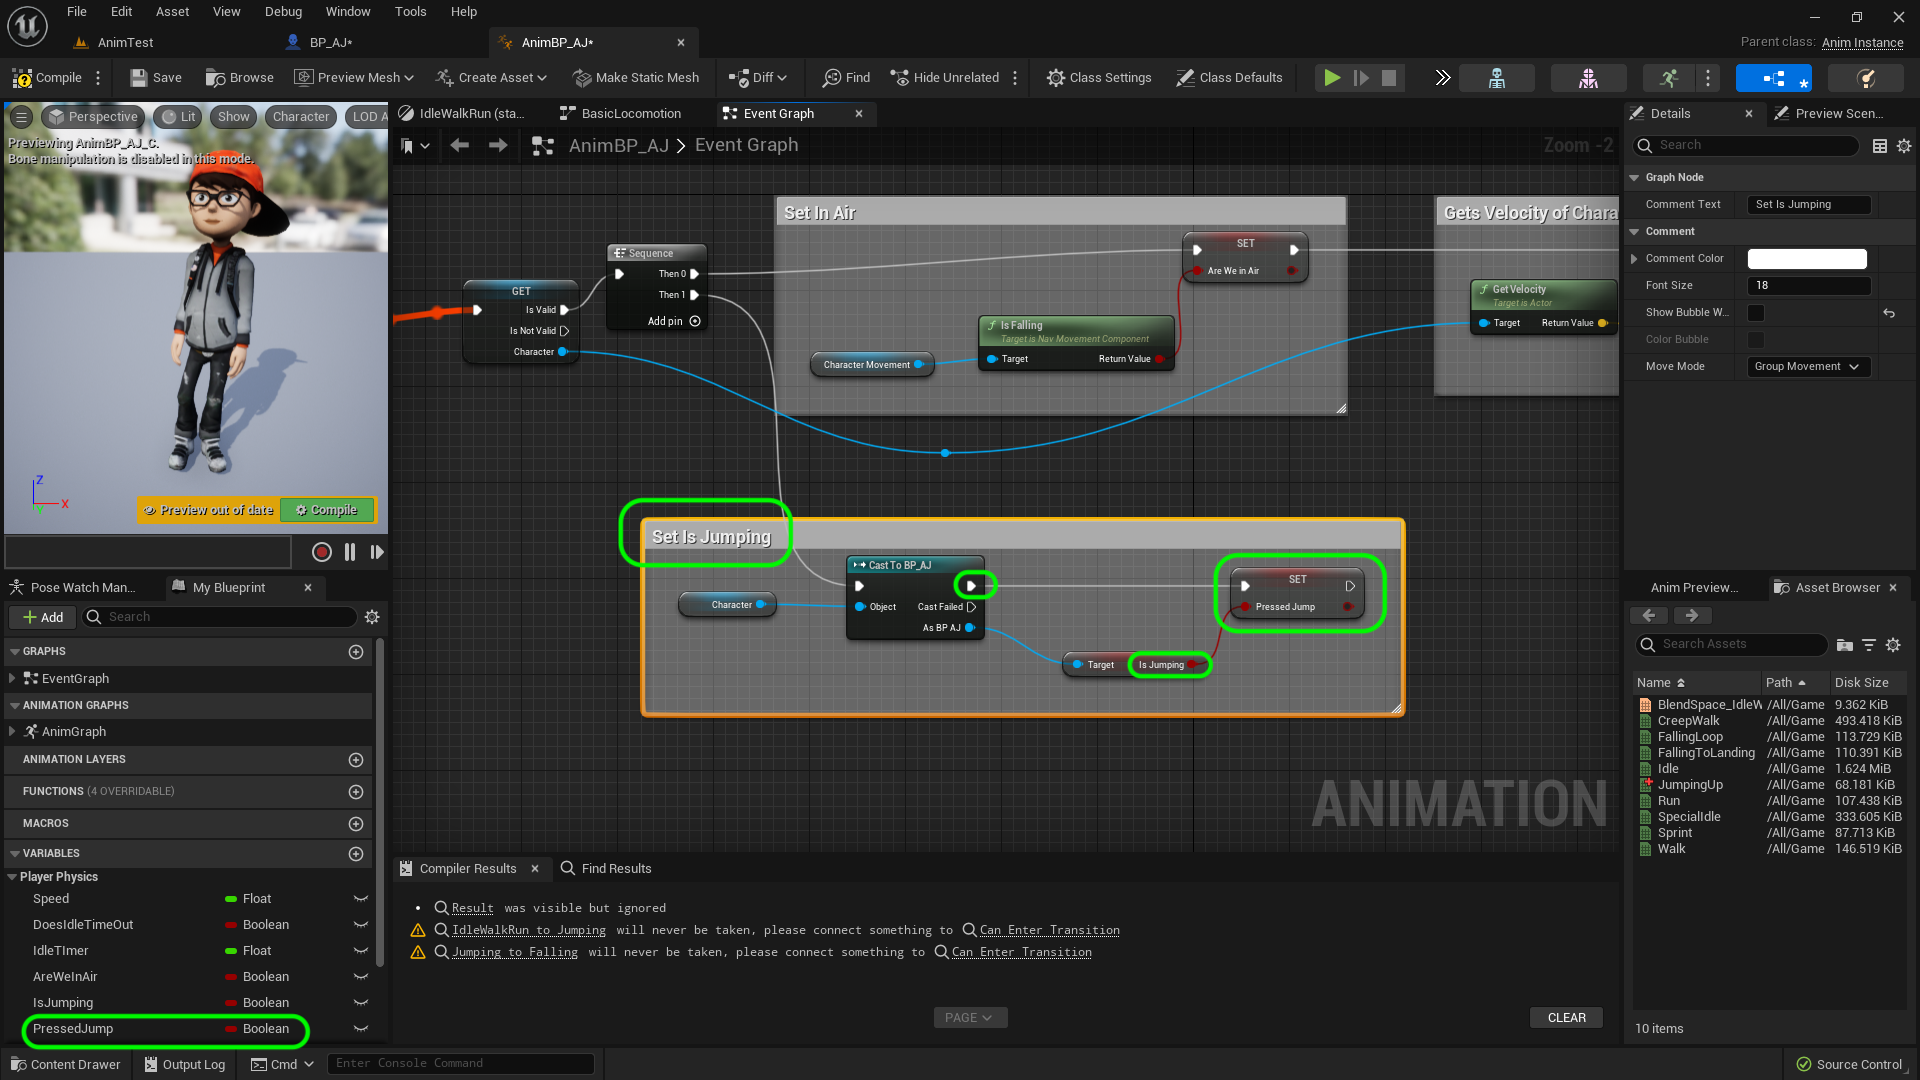 File Edit Asset View Debug Window Tools Help
AnimTest BP_AJ* AnimBP_AJ*
Parent class: Anim Instance
Compile Save Browse Preview Mesh Create Asset Make Static Mesh Diff Find Hide Unrelated Class Settings Class Defaults
Perspective Lit Show Character LOD A
Previewing AnimBP_AJ_C.
Bone manipulation is disabled in this mode.
Z
X
Y
Preview out of date Compile
Pose Watch Man... My Blueprint
Add Search
GRAPHS
EventGraph
ANIMATION GRAPHS
AnimGraph
ANIMATION LAYERS
FUNCTIONS (4 OVERRIDABLE)
MACROS
VARIABLES
Player Physics
Speed Float
DoesIdleTimeOut Boolean
IdleTImer Float
AreWeInAir Boolean
IsJumping Boolean
PressedJump Boolean
IdleWalkRun (sta... BasicLocomotion Event Graph
AnimBP_AJ > Event Graph
Zoom -2
GET
Is Valid
Is Not Valid
Character
Sequence
Then 0
Then 1
Add pin
Set In Air
SET
Are We in Air
Is Falling
Target is Nav Movement Component
Target Return Value
Character Movement
Gets Velocity of Chara
Get Velocity
Target is Actor
Target Return Value
Set Is Jumping
Cast To BP_AJ
Object Cast Failed
As BP AJ
Character
SET
Pressed Jump
Target Is Jumping
ANIMATION
Compiler Results Find Results
• Result was visible but ignored
IdleWalkRun to Jumping will never be taken, please connect something to Can Enter Transition
Jumping to Falling will never be taken, please connect something to Can Enter Transition
PAGE
CLEAR
Details Preview Scen...
Search
Graph Node
Comment Text Set Is Jumping
Comment
Comment Color
Font Size 18
Show Bubble W...
Color Bubble
Move Mode Group Movement
Anim Preview... Asset Browser
Search Assets
Name Path Disk Size
BlendSpace_IdleW /All/Game 9.362 KiB
CreepWalk /All/Game 493.418 KiB
FallingLoop /All/Game 113.729 KiB
FallingToLanding /All/Game 110.391 KiB
Idle /All/Game 1.624 MiB
JumpingUp /All/Game 68.181 KiB
Run /All/Game 107.438 KiB
SpecialIdle /All/Game 333.605 KiB
Sprint /All/Game 87.713 KiB
Walk /All/Game 146.519 KiB
10 items
Content Drawer Output Log Cmd Enter Console Command Source Control